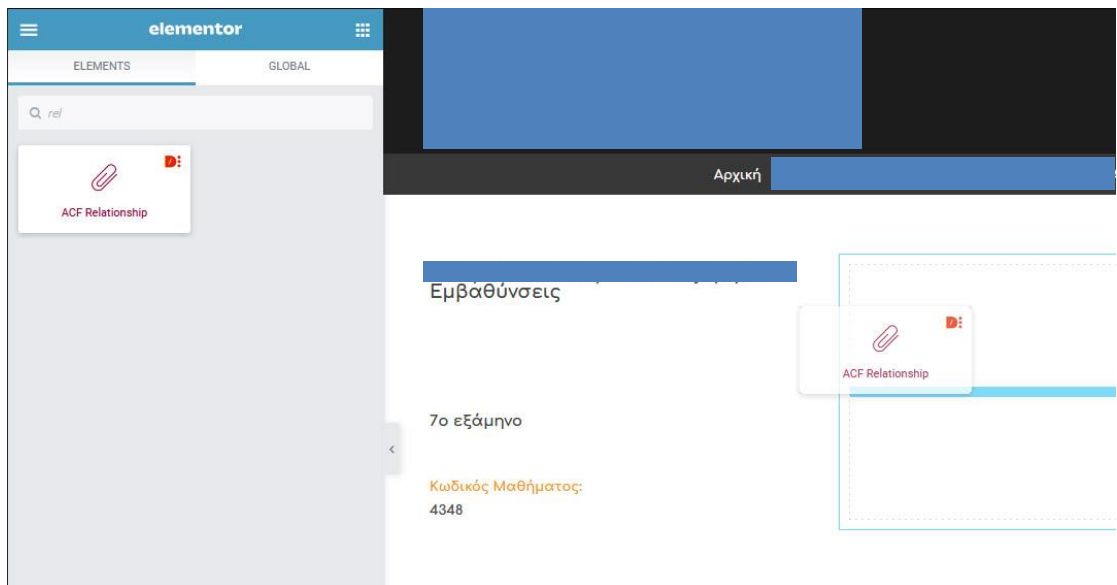 elementor
ELEMENTS
GLOBAL
rel
ACF Relationship
Αρχική
Εμβαθύνσεις
ACF Relationship
7ο εξάμηνο
Κωδικός Μαθήματος:
4348